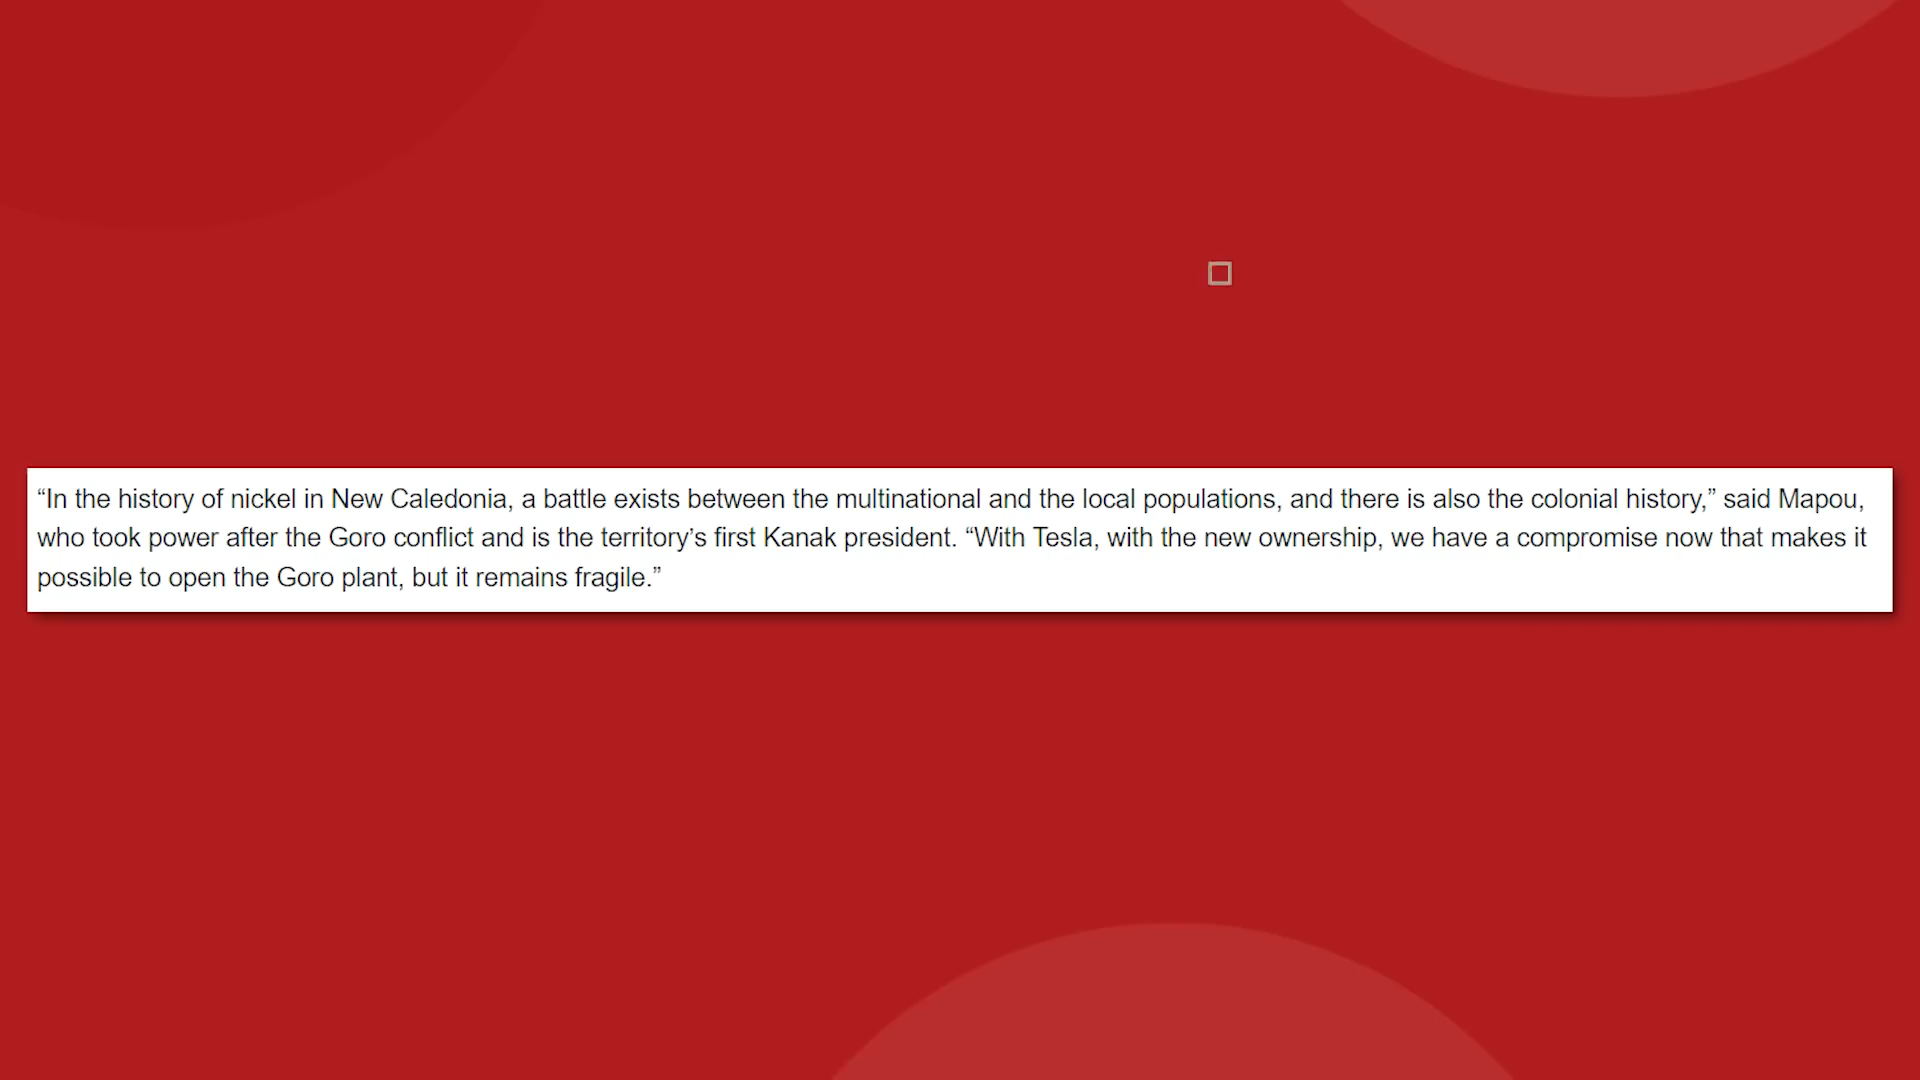 “In the history of nickel in New Caledonia, a battle exists between the multinational and the local populations, and there is also the colonial history,” said Mapou,
who took power after the Goro conflict and is the territory’s first Kanak president. “With Tesla, with the new ownership, we have a compromise now that makes it
possible to open the Goro plant, but it remains fragile.”